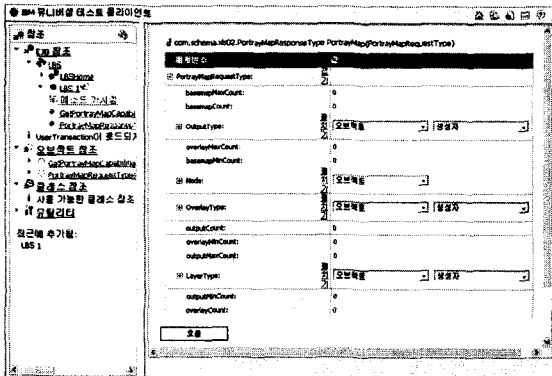 IBM 유니버설 테스트 클라이언트
참조
EJB 참조
LBS
LBSHome
LBS 1
메소드 가시성
GetPortrayMapCapabi
PortrayMapResponse
UserTransaction이 로드되지
오브젝트 참조
GetPortrayMapCapabilitie
PortrayMapRequestType
클래스 참조
사용 가능한 클래스 참조
유틸리티
최근에 추가됨:
LBS 1
com.schema.xlb02.PortrayMapResponseType PortrayMap(PortrayMapRequestType)
매개변수
값
PortrayMapRequestType:
basemapMaxCount: 0
basemapCount: 0
OutputType: 오브젝트 생성자
overlayMaxCount: 0
basemapMinCount: 0
Node: 오브젝트
OverlayType: 오브젝트 생성자
outputCount: 0
overlayMinCount: 0
outputMaxCount: 0
LayerType: 오브젝트 생성자
outputMinCount: 0
overlayCount: 0
호출